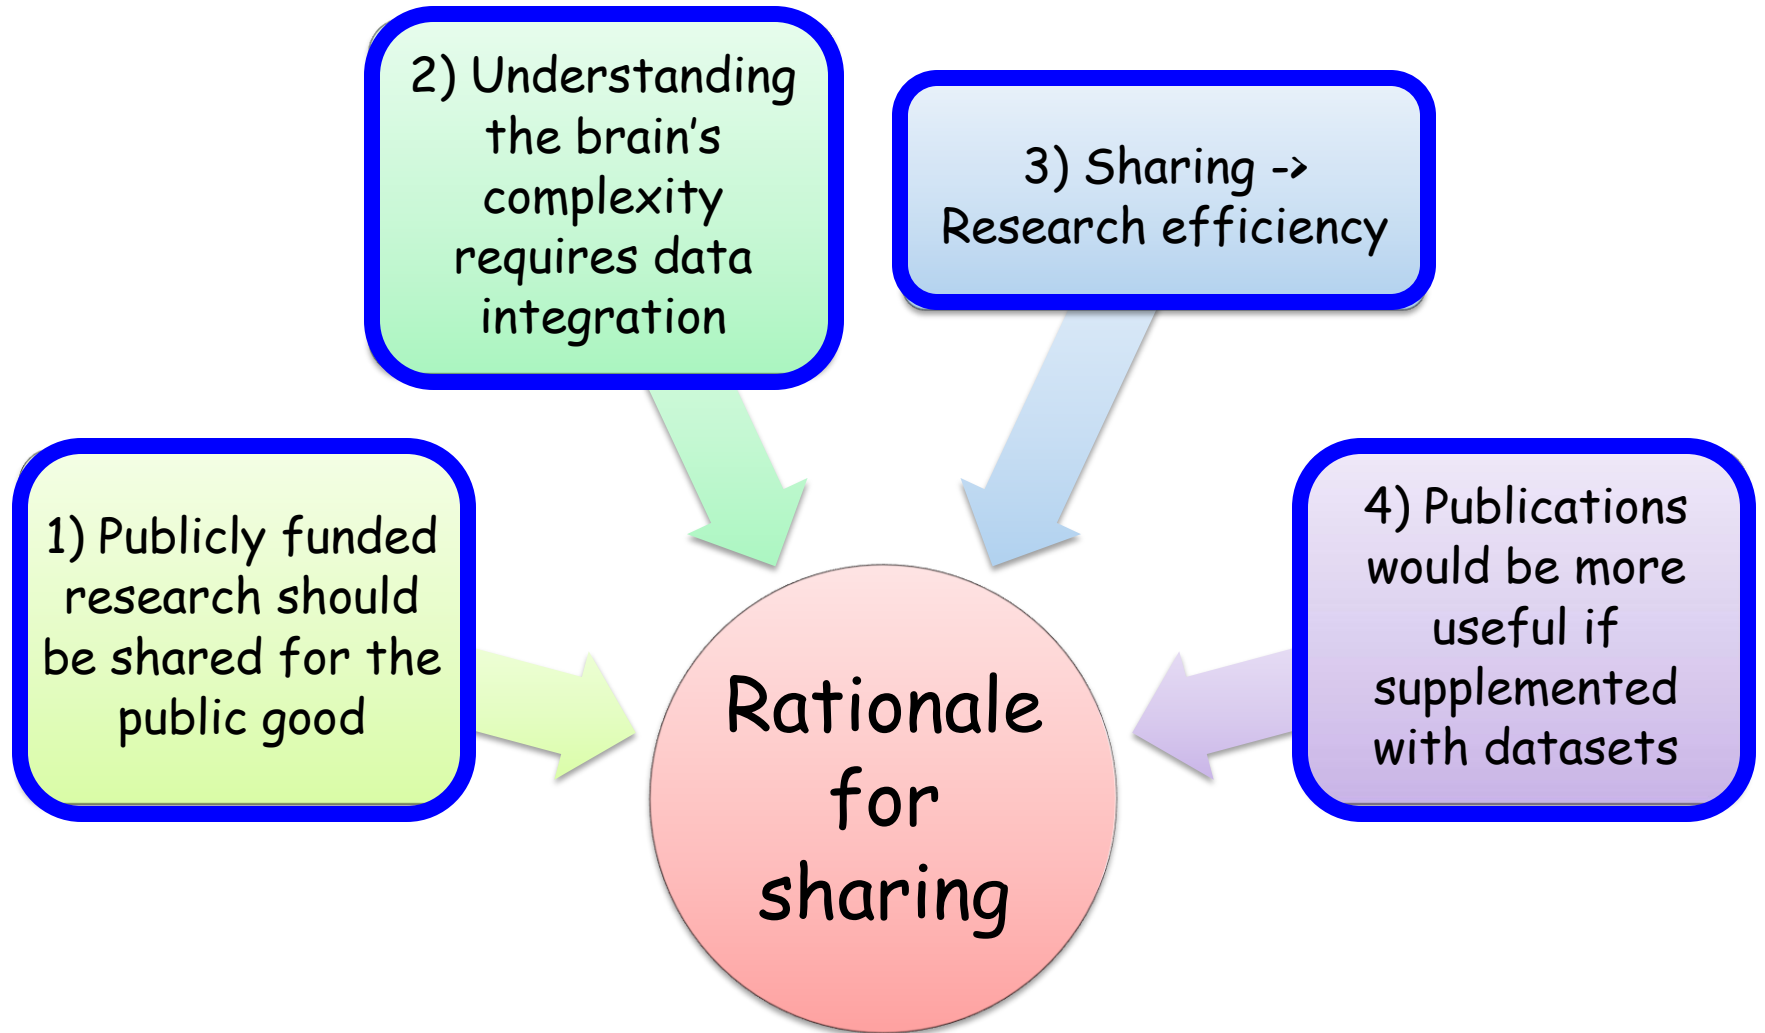 1) Publicly funded
research should
be shared for the
public good
2) Understanding
the brain’s
complexity
requires data
integration
3) Sharing ->
Research efficiency
4) Publications
would be more
useful if
supplemented
with datasets
Rationale
for
sharing